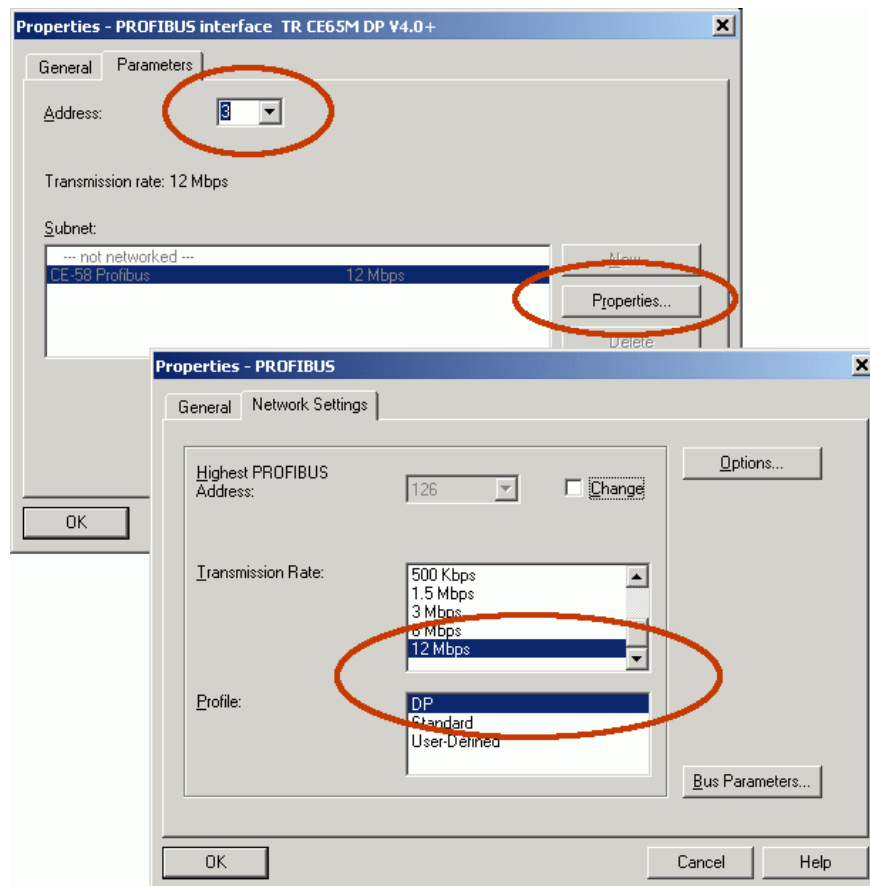 Properties - PROFIBUS interface TR CE65M DP V4.0+
General Parameters
Address: 3
Transmission rate: 12 Mbps
Subnet:
--- not networked ---
CE-58 Profibus 12 Mbps
New...
Properties...
Delete
OK
Properties - PROFIBUS
General Network Settings
Highest PROFIBUS
Address: 126 Change
Options...
Transmission Rate: 500 Kbps
1.5 Mbps
3 Mbps
6 Mbps
12 Mbps
Profile: DP
Standard
User-Defined
Bus Parameters...
OK Cancel Help